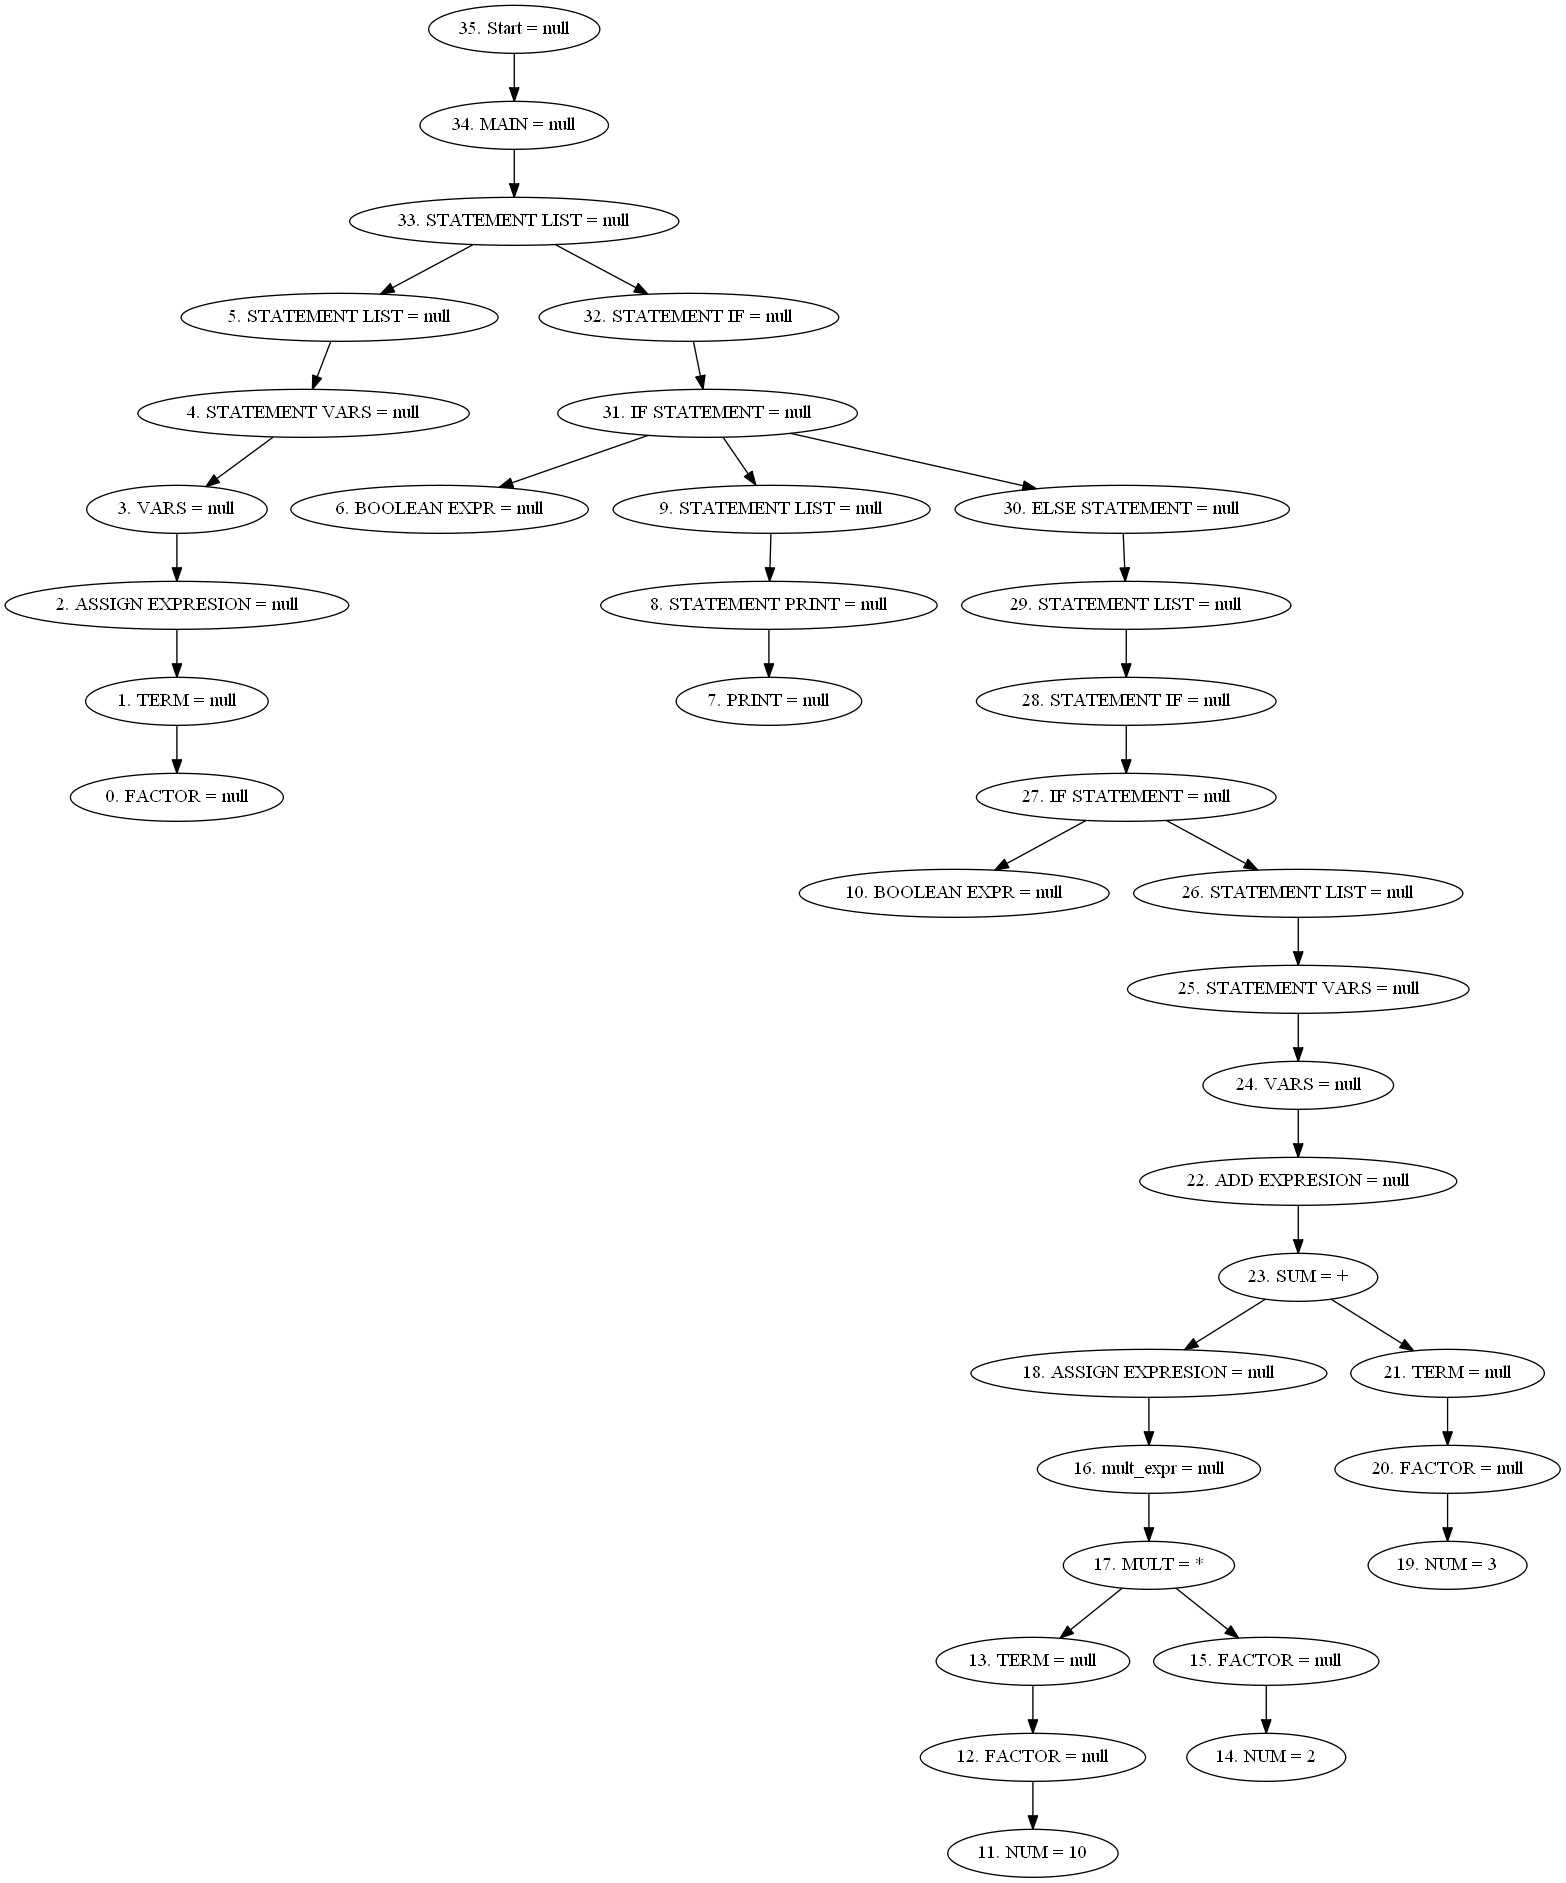 35. Start = null
34. MAIN = null
33. STATEMENT LIST = null
5. STATEMENT LIST = null
32. STATEMENT IF = null
4. STATEMENT VARS = null
31. IF STATEMENT = null
3. VARS = null
6. BOOLEAN EXPR = null
9. STATEMENT LIST = null
30. ELSE STATEMENT = null
2. ASSIGN EXPRESION = null
8. STATEMENT PRINT = null
29. STATEMENT LIST = null
1. TERM = null
7. PRINT = null
28. STATEMENT IF = null
0. FACTOR = null
27. IF STATEMENT = null
10. BOOLEAN EXPR = null
26. STATEMENT LIST = null
25. STATEMENT VARS = null
24. VARS = null
22. ADD EXPRESION = null
23. SUM = +
18. ASSIGN EXPRESION = null
21. TERM = null
16. mult_expr = null
20. FACTOR = null
17. MULT = *
19. NUM = 3
13. TERM = null
15. FACTOR = null
12. FACTOR = null
14. NUM = 2
11. NUM = 10